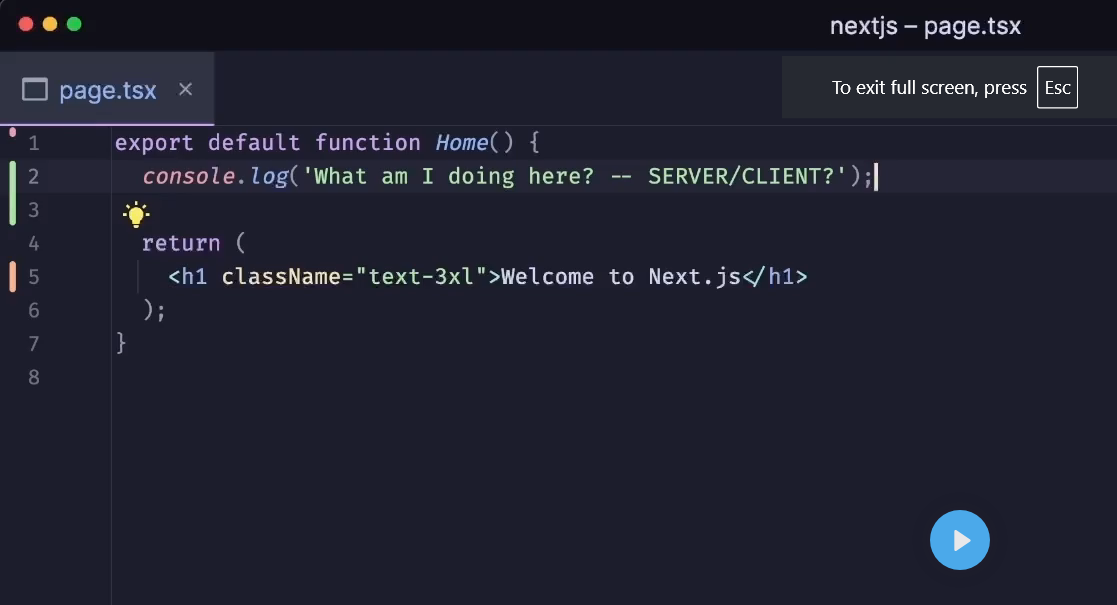 nextjs – page.tsx
page.tsx ×
To exit full screen, press Esc
1 export default function Home() {
2 console.log('What am I doing here? -- SERVER/CLIENT?');
3
4 return (
5 <h1 className="text-3xl">Welcome to Next.js</h1>
6 );
7 }
8